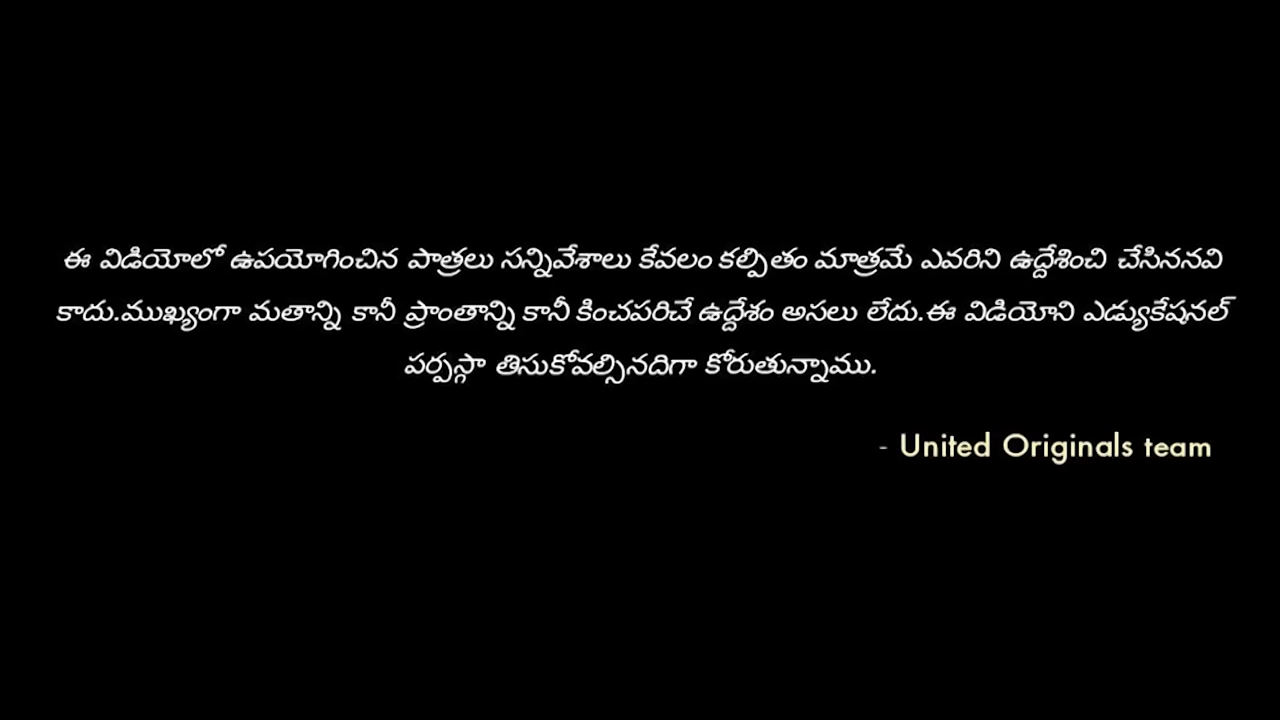 ఈ విడియోలో ఉపయోగించిన పాత్రలు సన్నివేశాలు కేవలం కల్పితం మాత్రమే ఎవరిని ఉద్దేశించి చేసిననవి
కాదు.ముఖ్యంగా మతాన్ని కానీ ప్రాంతాన్ని కానీ కించపరిచే ఉద్దేశం అసలు లేదు.ఈ విడియోని ఎడ్యుకేషనల్
పర్పస్గా తిసుకోవల్సినదిగా కోరుతున్నాము.
- United Originals team